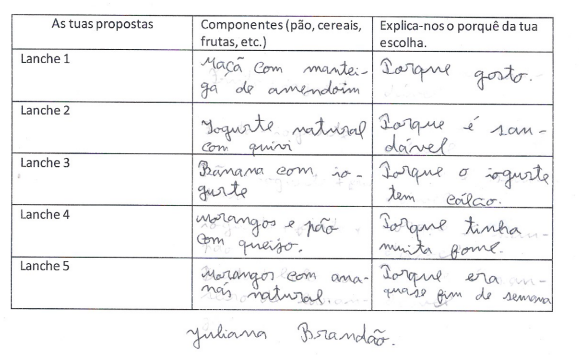 As tuas propostas
Componentes (pão, cereais,
frutas, etc.)
Explica-nos o porquê da tua
escolha.
Lanche 1
Maçã com mantei-
ga de amendoim
Porque gosto.
Lanche 2
Iogurte natural
com quivi
Porque é sau-
dável
Lanche 3
Banana com io-
gurte
Porque o iogurte
tem cálcio.
Lanche 4
Morangos e pão
com queijo.
Porque tinha
muita fome.
Lanche 5
Morangos com ana-
nás natural.
Porque era
quase fim de semana
Yuliana Brandão.